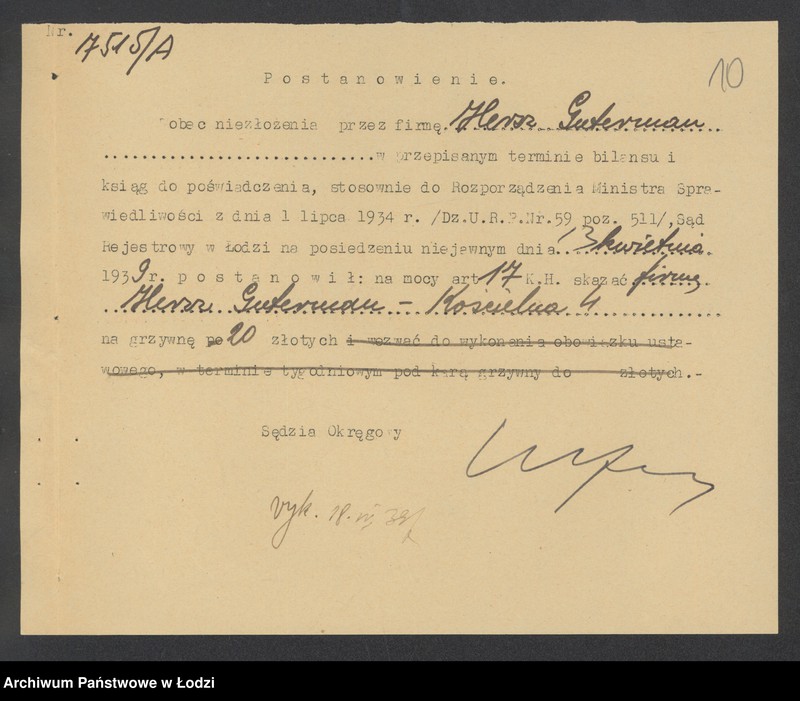 Nr. 7515/A
10
Postanowienie.
Wobec niezłożenia przez firmę Hersz Guterman
..............................w przepisanym terminie bilansu i
ksiąg do poświadczenia, stosownie do Rozporządzenia Ministra Spra-
wiedliwości z dnia 1 lipca 1934 r. /Dz.U.R.P.Nr.59 poz. 511/,Sąd
Rejestrowy w Łodzi na posiedzeniu niejawnym dnia 13 kwietnia
1939 r. postanowił: na mocy art 17 K.H. skazać firmę
Hersz Guterman – Kościelna 4
na grzywnę po 20 złotych i wezwać do wykonania obowiązku usta-
wowego, w terminie tygodniowym pod karą grzywny do złotych.-
Sędzia Okręgowy
wyk. 18.
Archiwum Państwowe w Łodzi